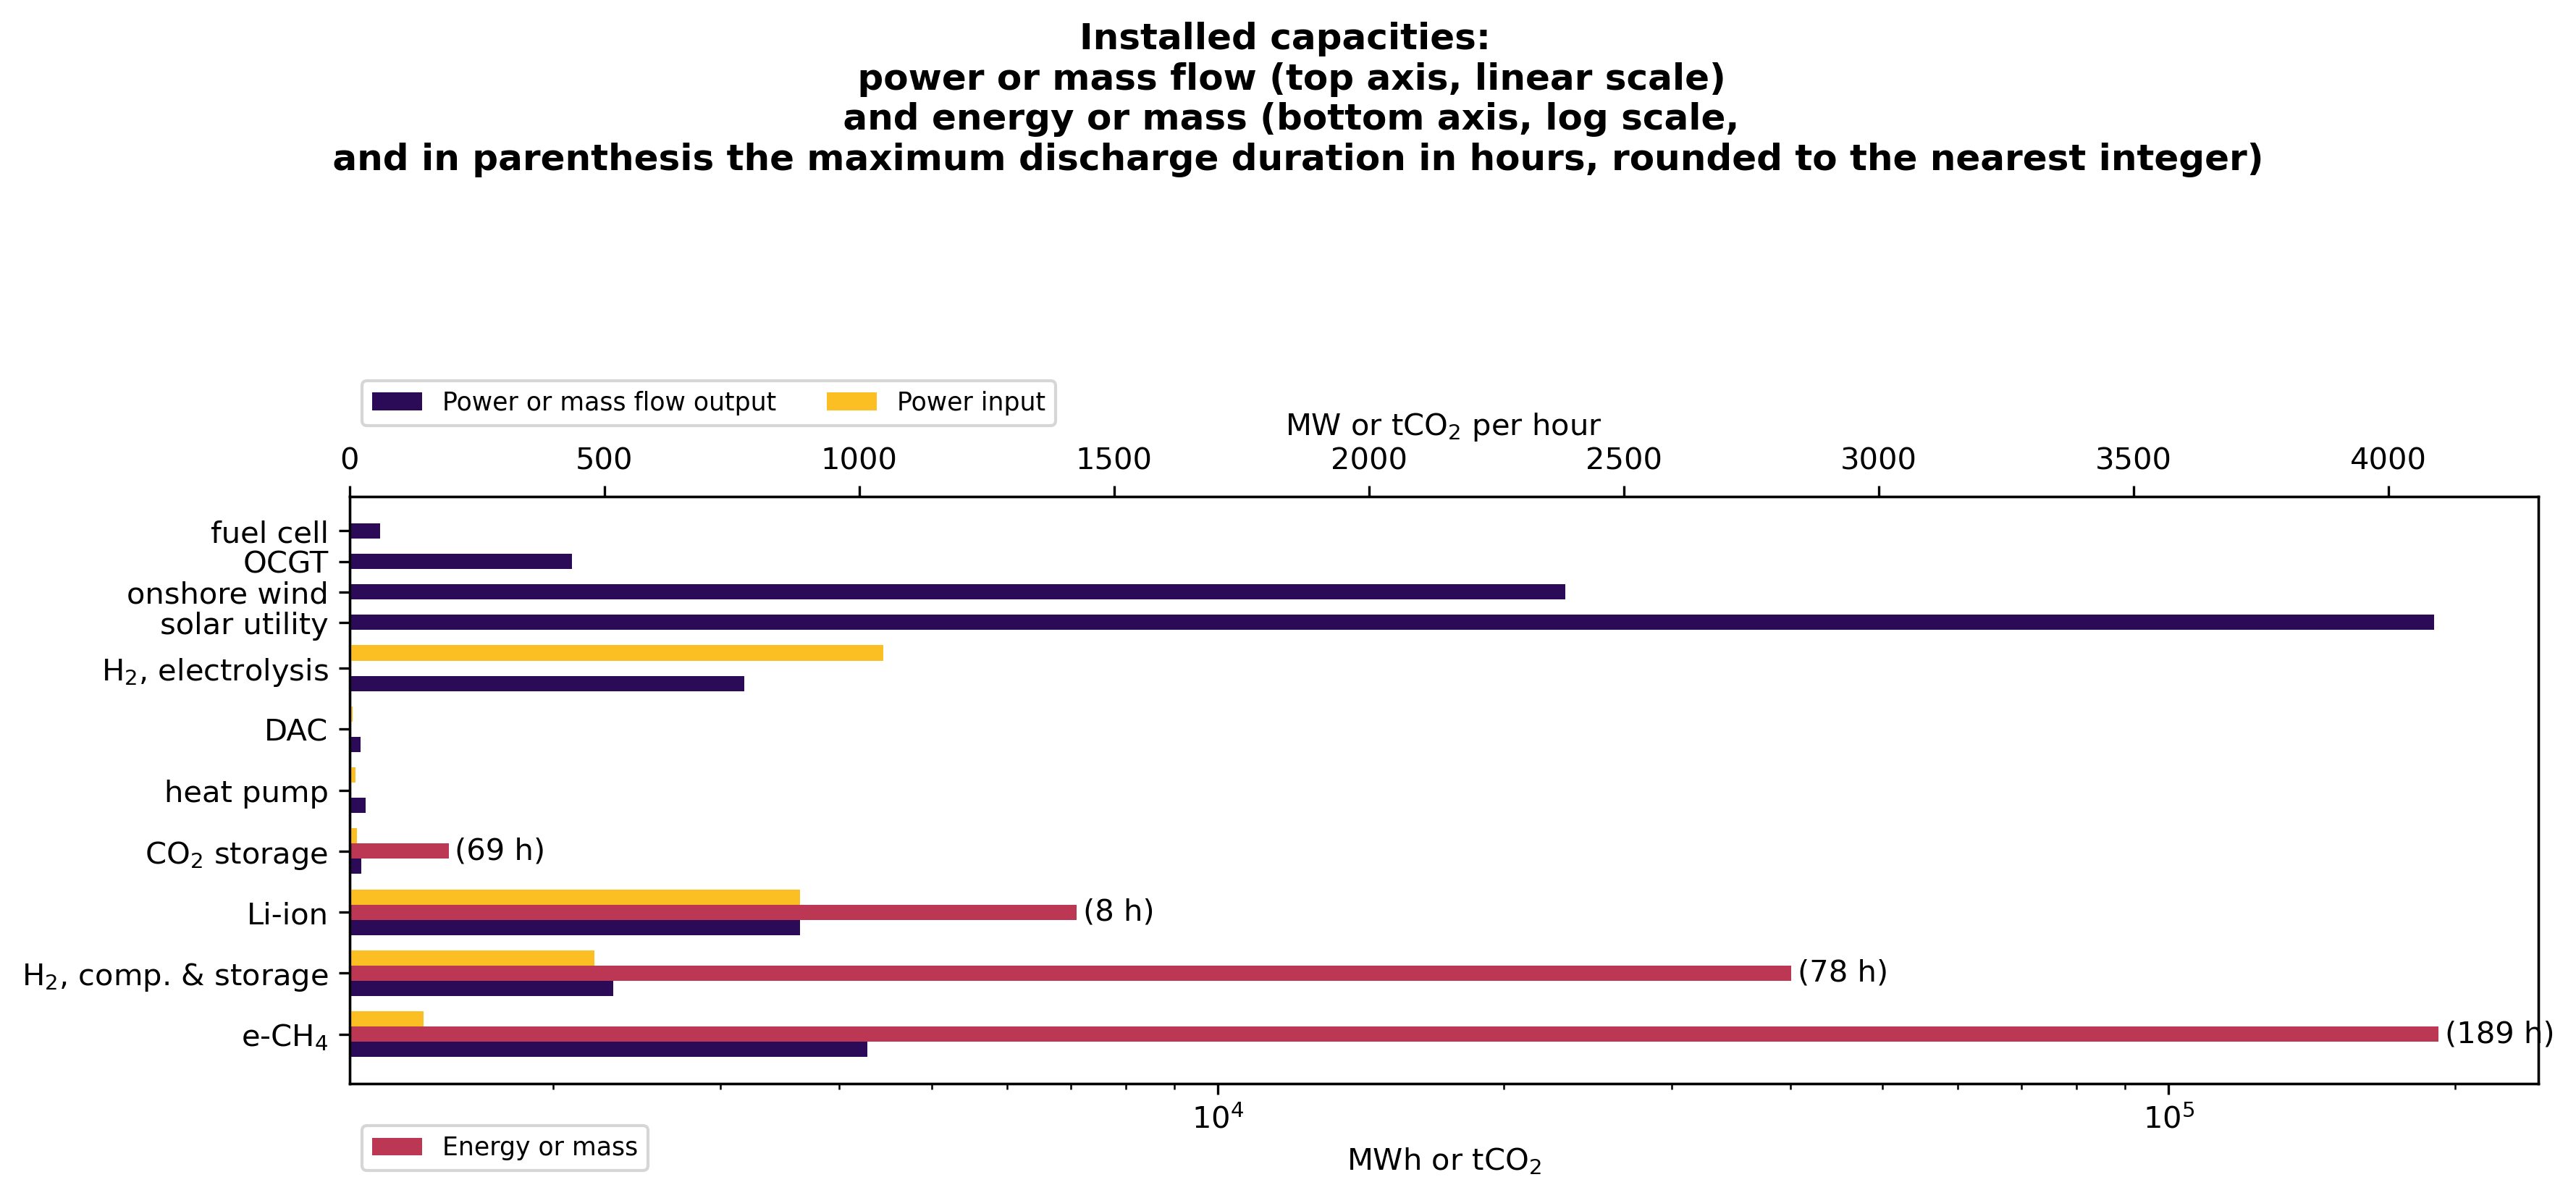 Installed capacities:
power or mass flow (top axis, linear scale)
and energy or mass (bottom axis, log scale,
and in parenthesis the maximum discharge duration in hours, rounded to the nearest integer)
Power or mass flow output Power input
MW or tCO₂ per hour
0 500 1000 1500 2000 2500 3000 3500 4000
fuel cell
OCGT
onshore wind
solar utility
H₂, electrolysis
DAC
heat pump
CO₂ storage (69 h)
Li-ion (8 h)
H₂, comp. & storage (78 h)
e-CH₄ (189 h)
10⁴ 10⁵
Energy or mass
MWh or tCO₂